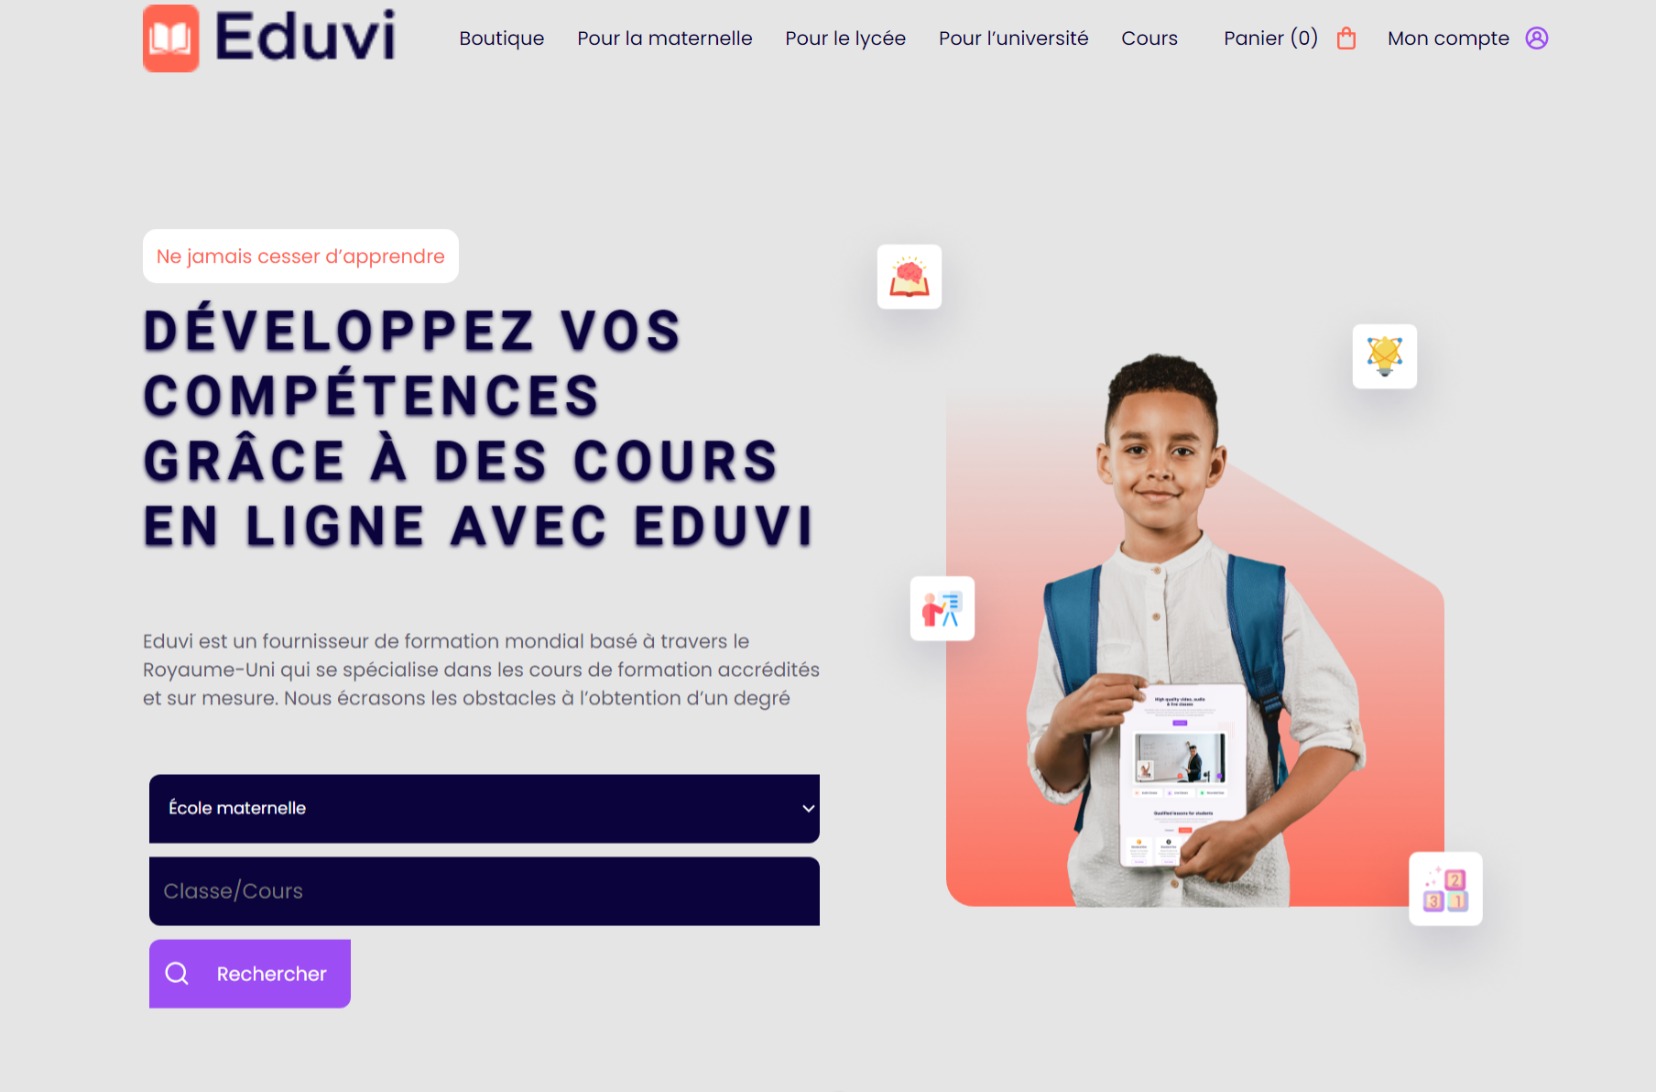 Eduvi
Boutique
Pour la maternelle
Pour le lycée
Pour l’université
Cours
Panier (0)
Mon compte
Ne jamais cesser d’apprendre
DÉVELOPPEZ VOS
COMPÉTENCES
GRÂCE À DES COURS
EN LIGNE AVEC EDUVI
Eduvi est un fournisseur de formation mondial basé à travers le
Royaume-Uni qui se spécialise dans les cours de formation accrédités
et sur mesure. Nous écrasons les obstacles à l’obtention d’un degré
École maternelle
Classe/Cours
Rechercher
High quality video, audio
& live classes
Qualified lessons for students
2
3 1